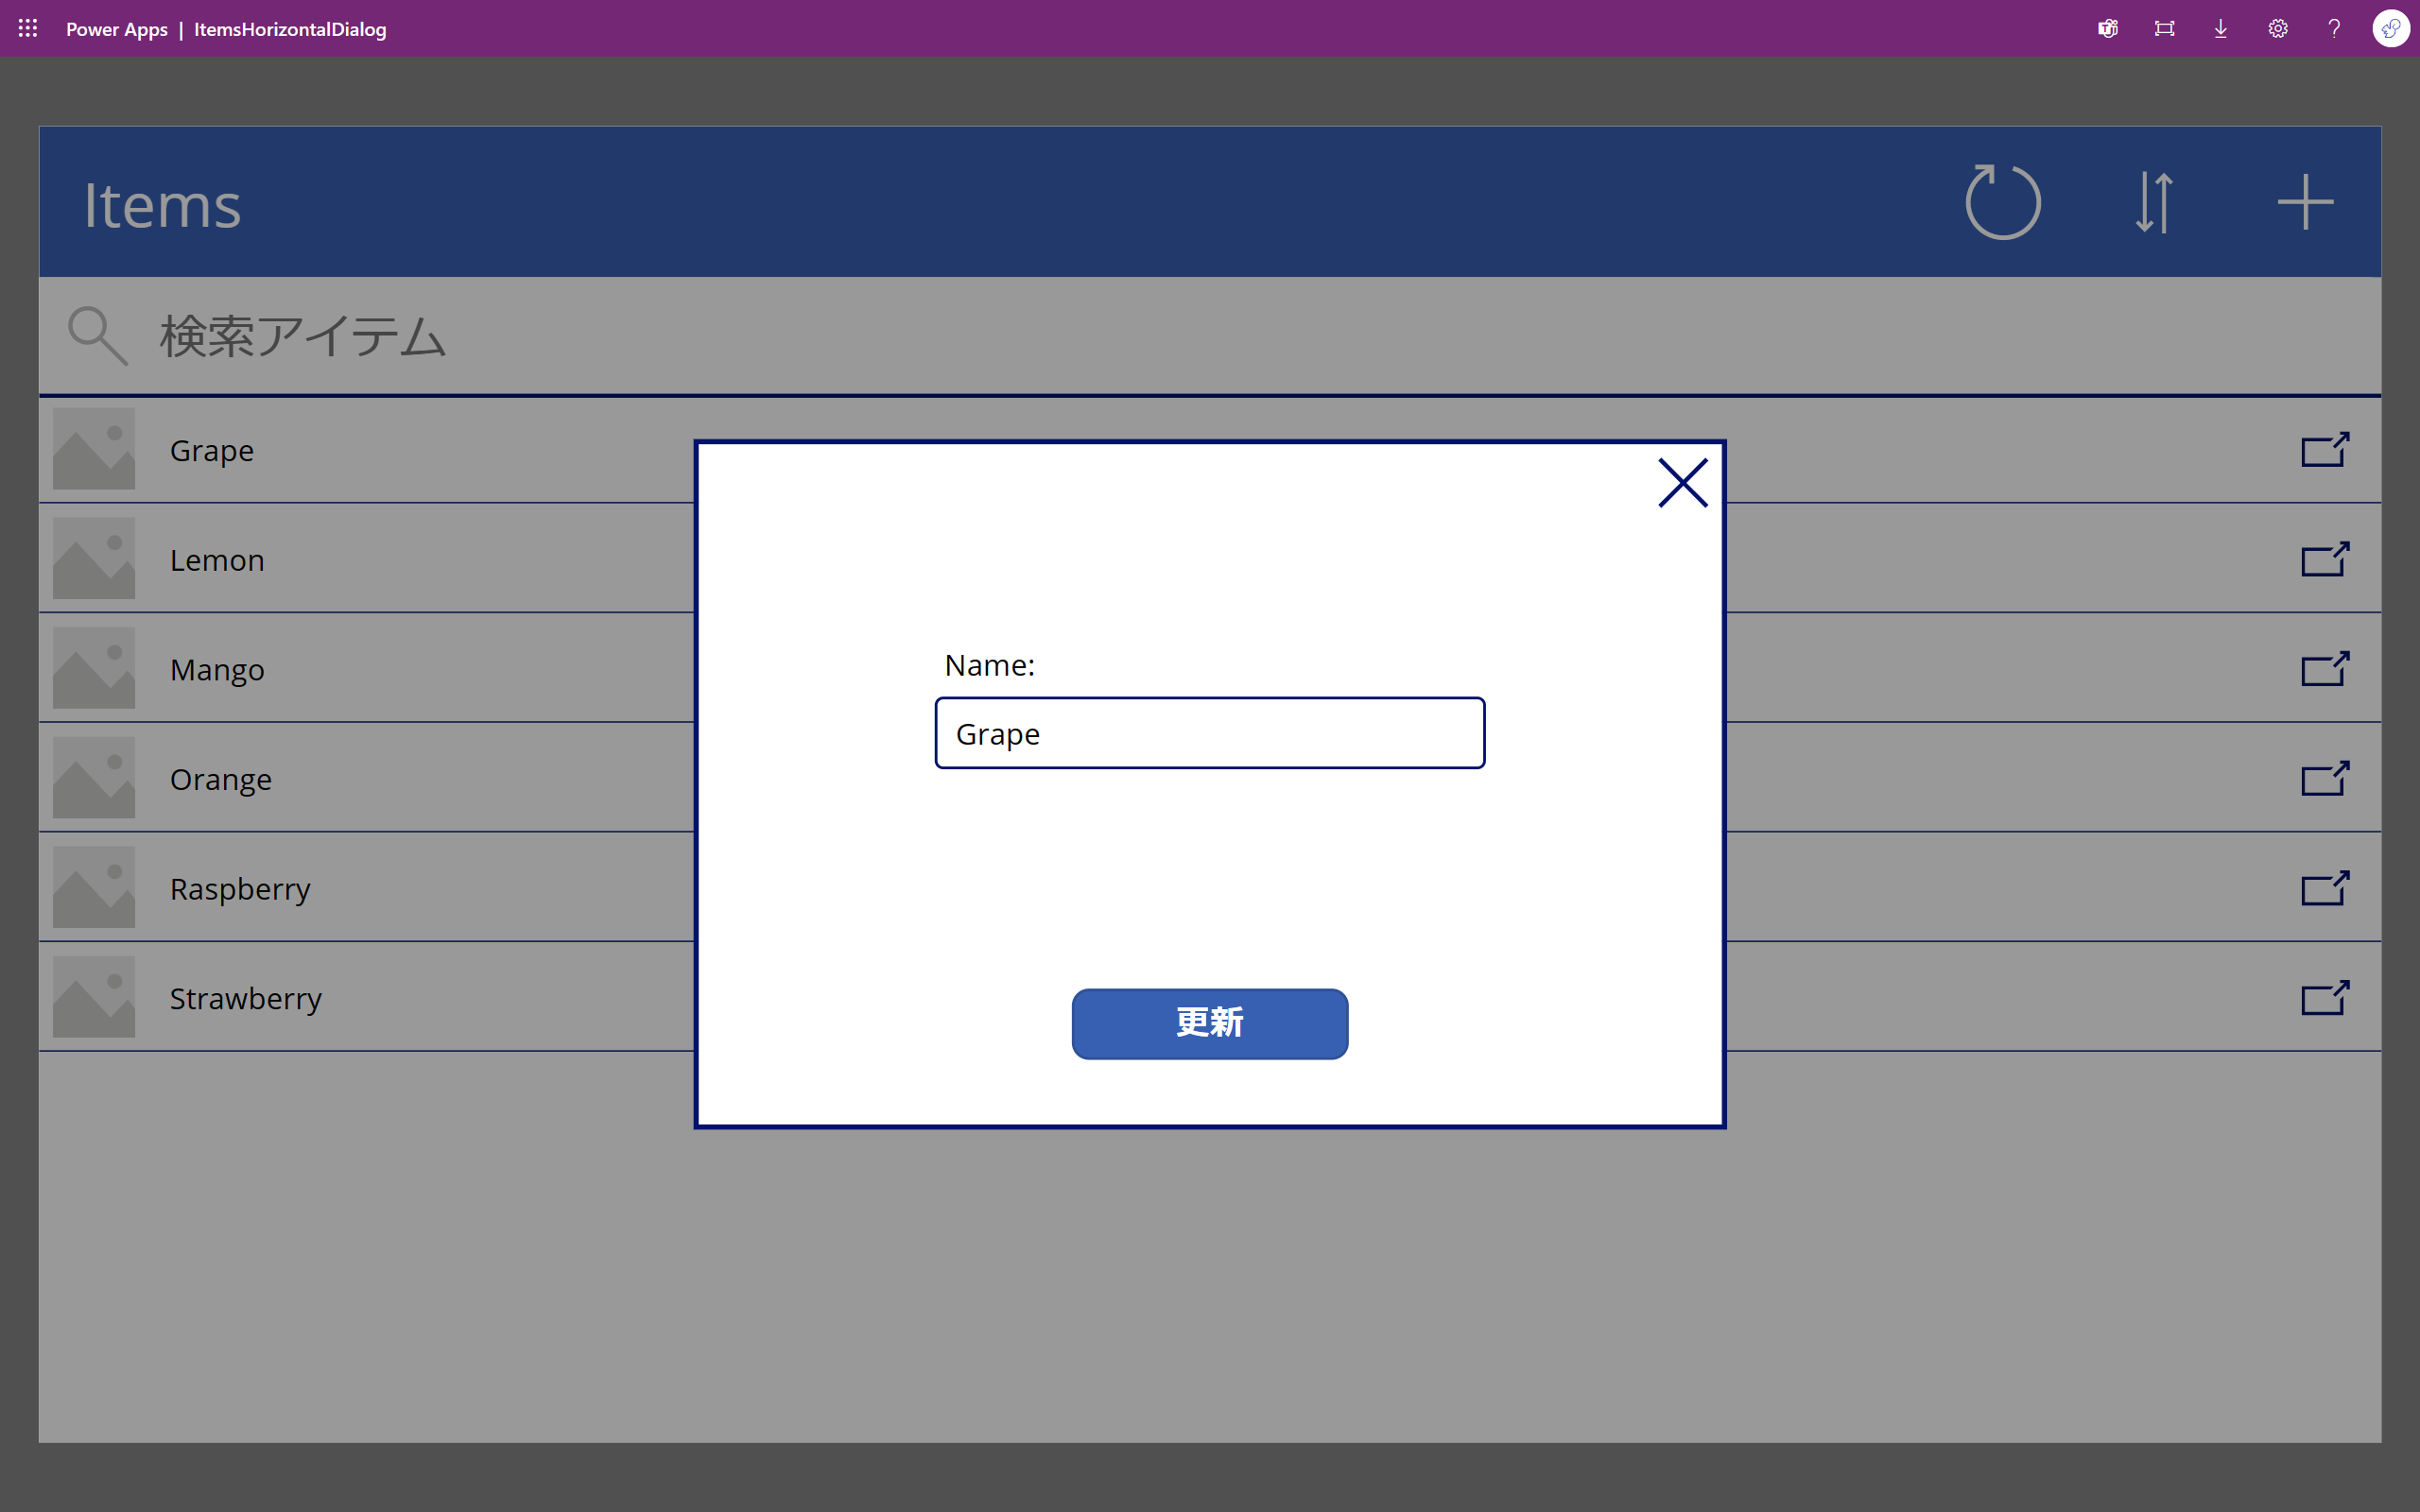 Power Apps | ItemsHorizontalDialog
Items
検索アイテム
Grape
Lemon
Mango
Orange
Raspberry
Strawberry
Name:
Grape
更新